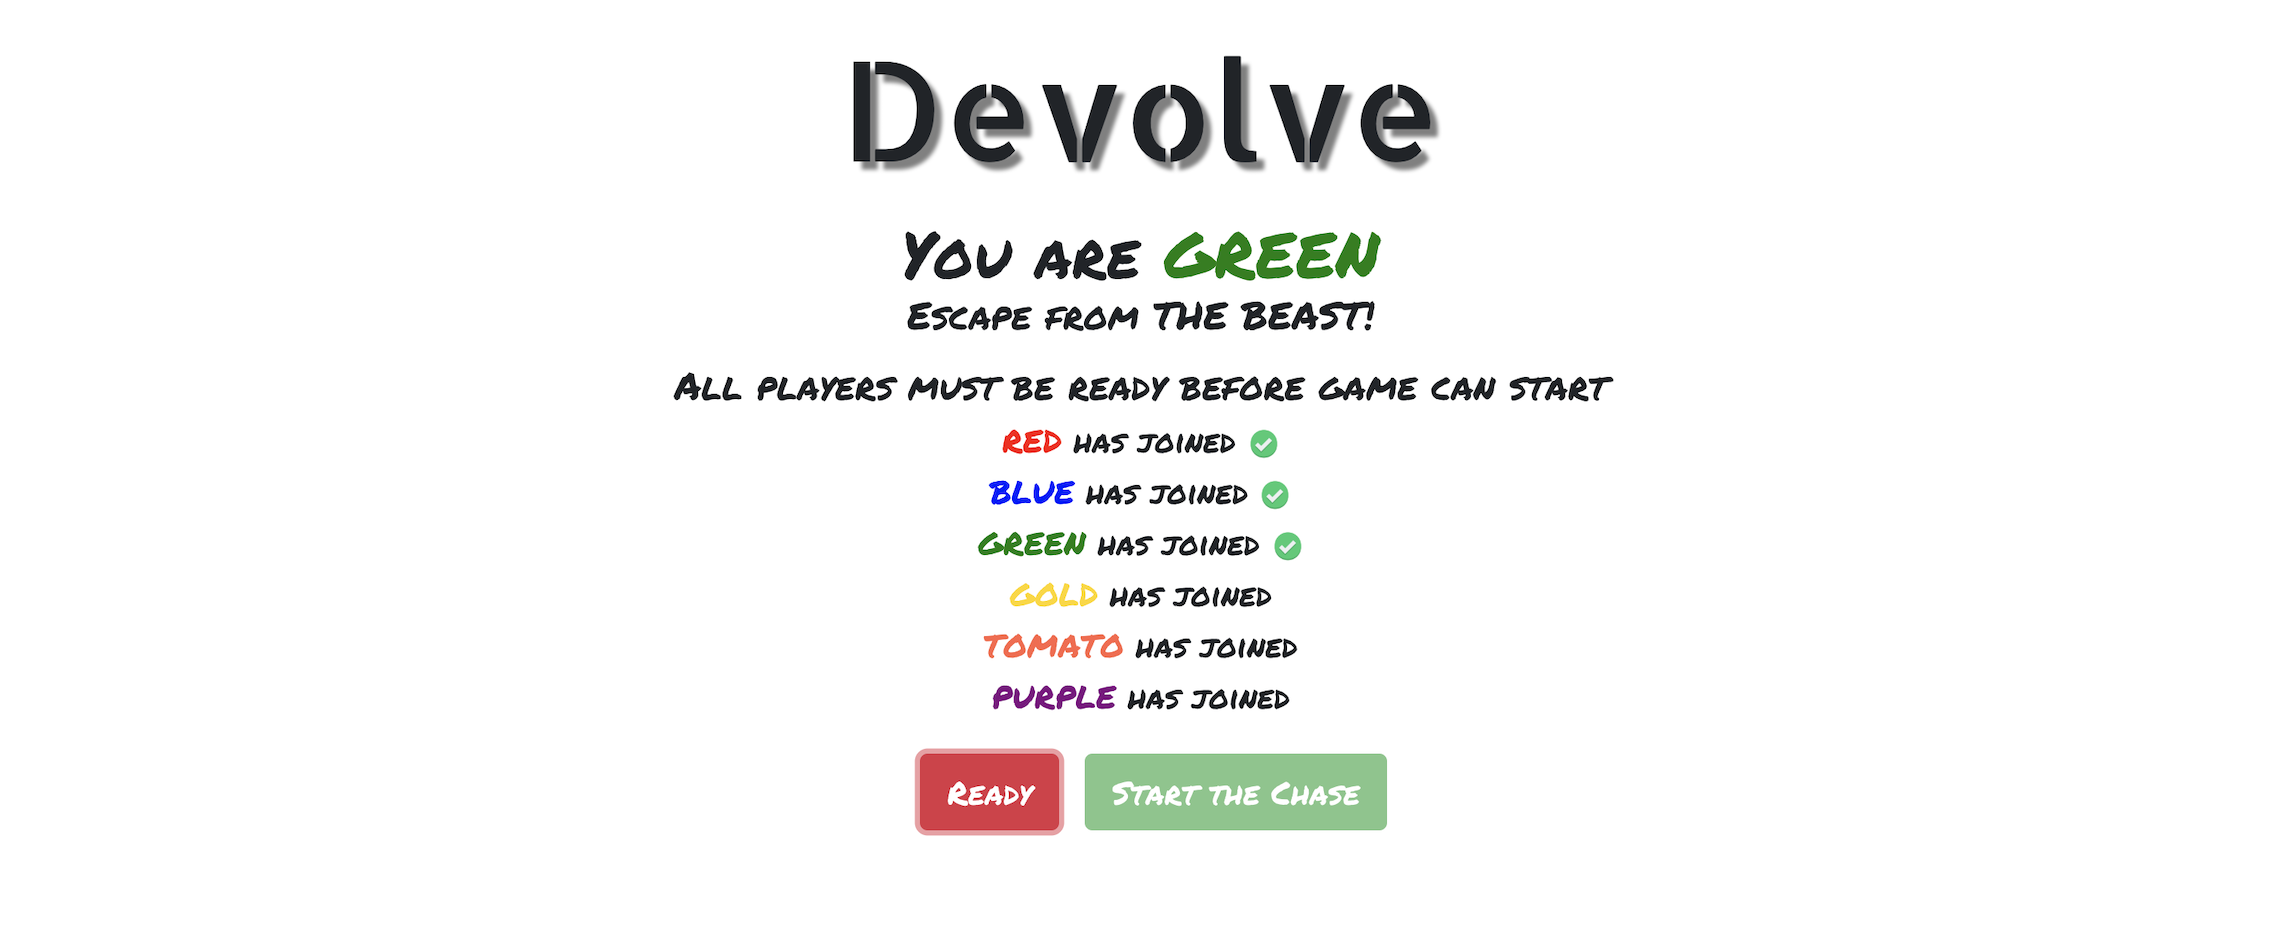 Devolve
You are GREEN
Escape from THE BEAST!
All players must be ready before game can start
RED has joined
BLUE has joined
GREEN has joined
GOLD has joined
TOMATO has joined
PURPLE has joined
Ready Start the Chase